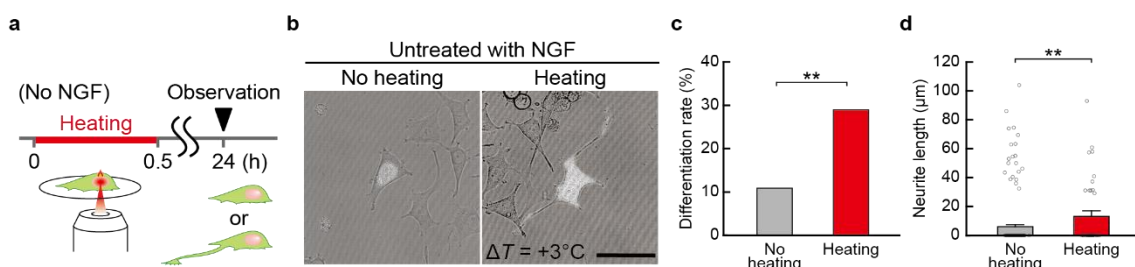 a
(No NGF)
Observation
Heating
0
0.5
24 (h)
or
b
Untreated with NGF
No heating
Heating
ΔT = +3°C
c
Differentiation rate (%)
40
30
20
10
0
**
No
heating
Heating
d
Neurite length (µm)
120
100
80
60
40
20
0
**
No
heating
Heating